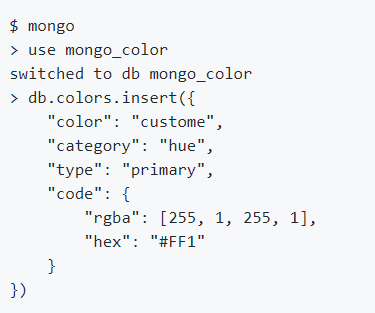 $ mongo
> use mongo_color
switched to db mongo_color
> db.colors.insert({
    "color": "custome",
    "category": "hue",
    "type": "primary",
    "code": {
        "rgba": [255, 1, 255, 1],
        "hex": "#FF1"
    }
})